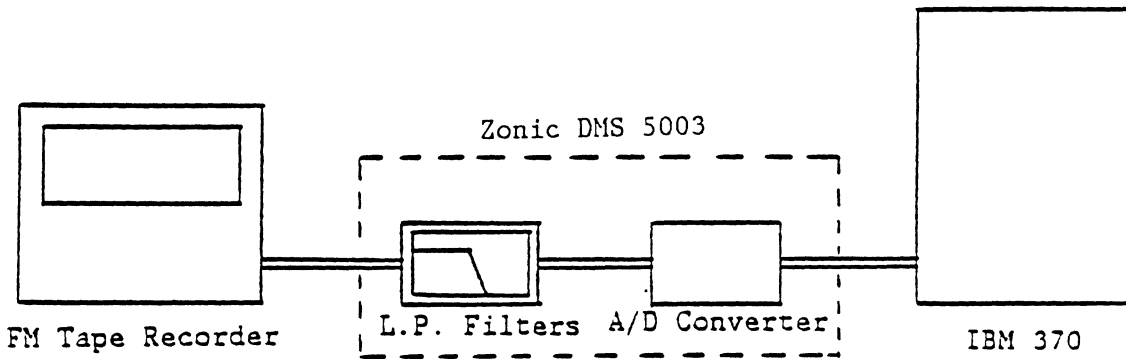 Zonic DMS 5003
FM Tape Recorder
L.P. Filters
A/D Converter
IBM 370